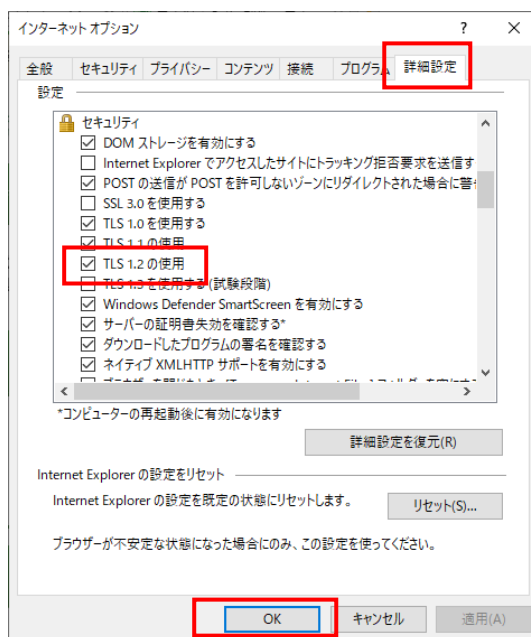 インターネット オプション
全般 セキュリティ プライバシー コンテンツ 接続 プログラム 詳細設定
設定
セキュリティ
DOM ストレージを有効にする
Internet Explorer でアクセスしたサイトにトラッキング拒否要求を送信す
POST の送信が POST を許可しないゾーンにリダイレクトされた場合に警
SSL 3.0 を使用する
TLS 1.0 を使用する
TLS 1.1 の使用
TLS 1.2 の使用
TLS 1.3 を使用する (試験段階)
Windows Defender SmartScreen を有効にする
サーバーの証明書失効を確認する*
ダウンロードしたプログラムの署名を確認する
ネイティブ XMLHTTP サポートを有効にする
*コンピューターの再起動後に有効になります
詳細設定を復元(R)
Internet Explorer の設定をリセット
Internet Explorer の設定を既定の状態にリセットします。
リセット(S)...
ブラウザーが不安定な状態になった場合にのみ、この設定を使ってください。
OK キャンセル 適用(A)